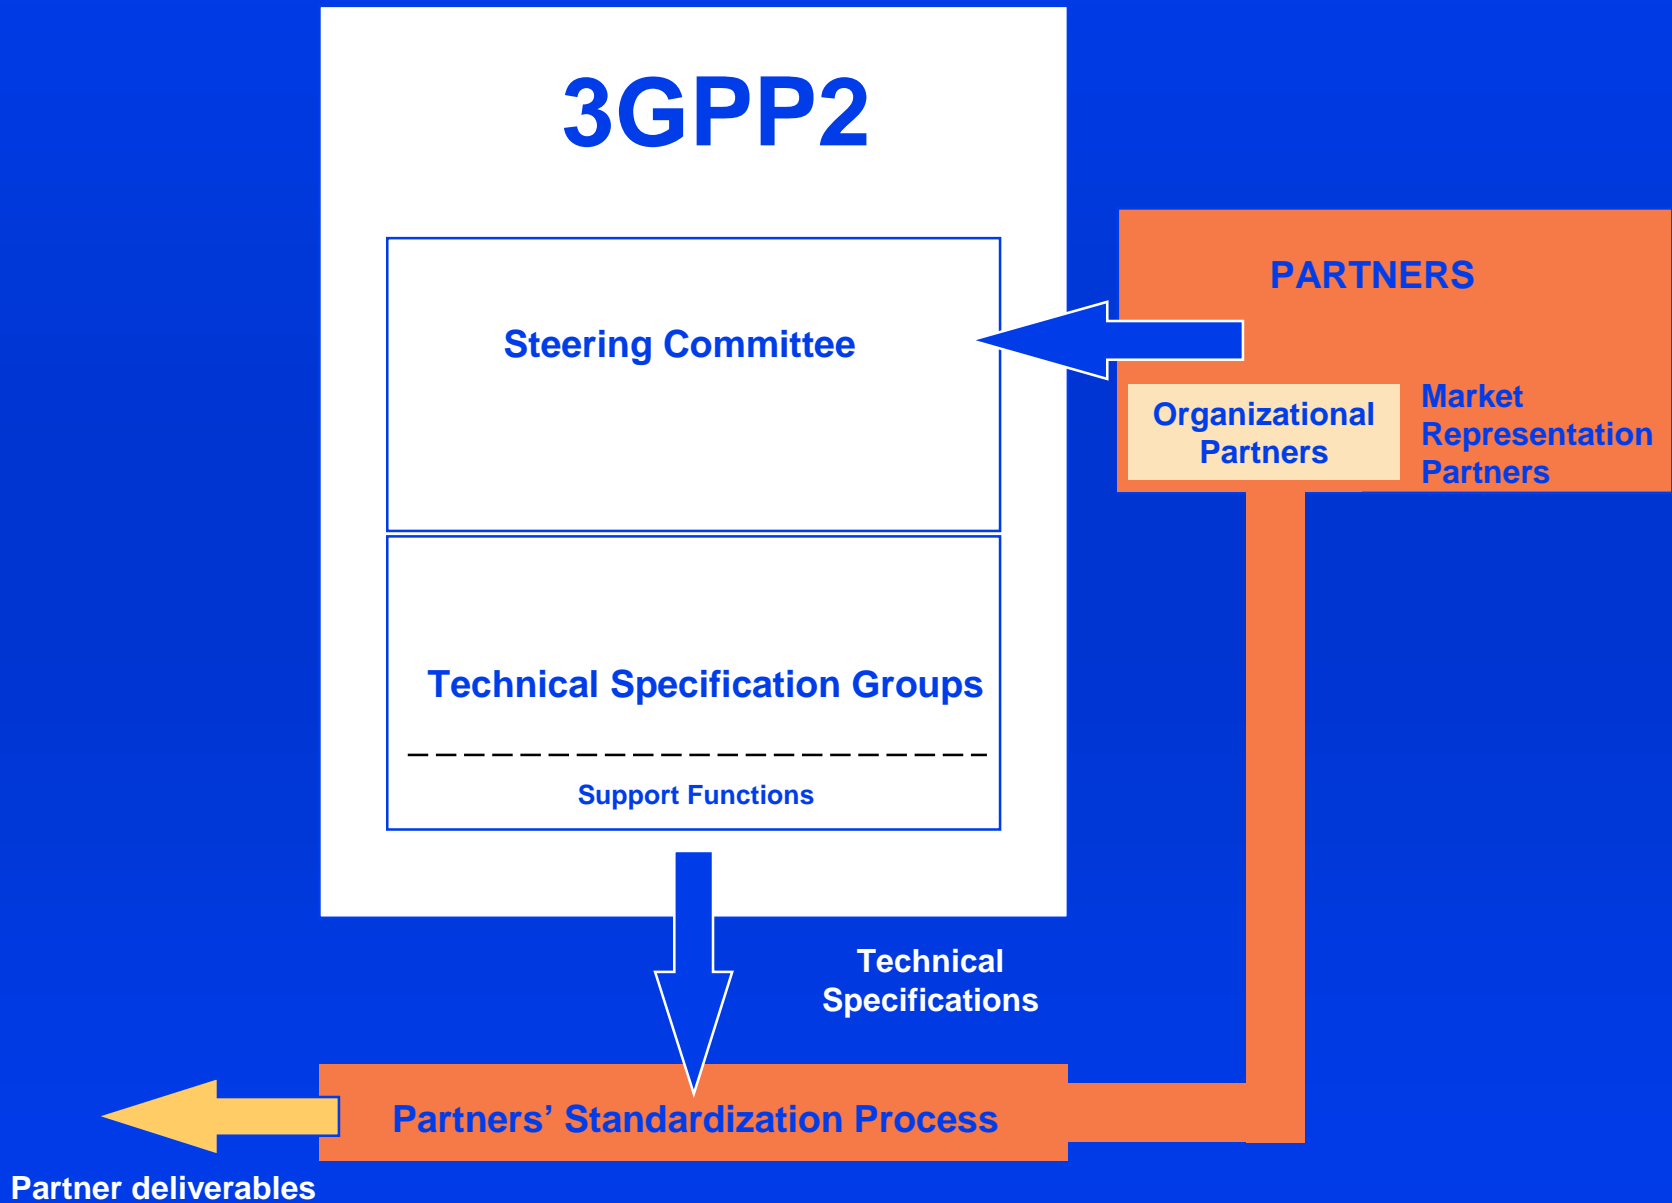 3GPP2
PARTNERS
Steering Committee
Organizational
Partners
Market
Representation
Partners
Technical Specification Groups
Support Functions
Technical
Specifications
Partners’ Standardization Process
Partner deliverables